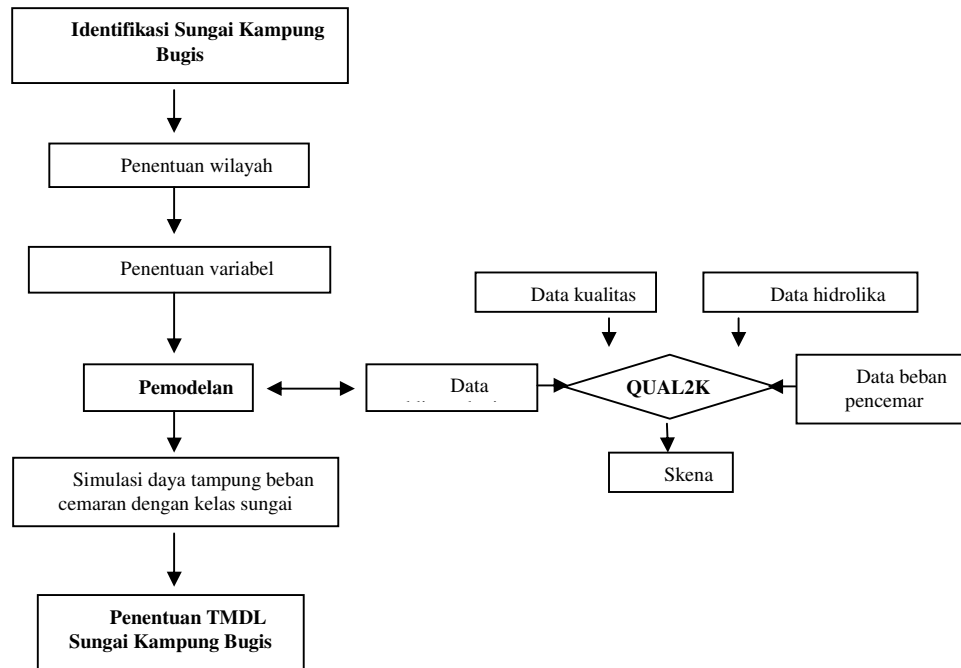 Identifikasi Sungai Kampung
Bugis
Penentuan wilayah
Penentuan variabel
Data kualitas
Data hidrolika
Pemodelan
Data
QUAL2K
Data beban
pencemar
Simulasi daya tampung beban
cemaran dengan kelas sungai
Skena
Penentuan TMDL
Sungai Kampung Bugis